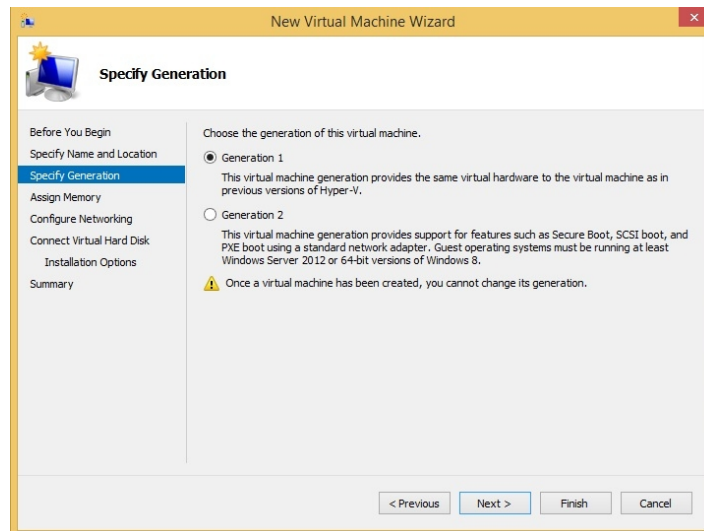 New Virtual Machine Wizard
Specify Generation
Before You Begin
Specify Name and Location
Specify Generation
Assign Memory
Configure Networking
Connect Virtual Hard Disk
Installation Options
Summary
Choose the generation of this virtual machine.
Generation 1
This virtual machine generation provides the same virtual hardware to the virtual machine as in
previous versions of Hyper-V.
Generation 2
This virtual machine generation provides support for features such as Secure Boot, SCSI boot, and
PXE boot using a standard network adapter. Guest operating systems must be running at least
Windows Server 2012 or 64-bit versions of Windows 8.
Once a virtual machine has been created, you cannot change its generation.
< Previous
Next >
Finish
Cancel